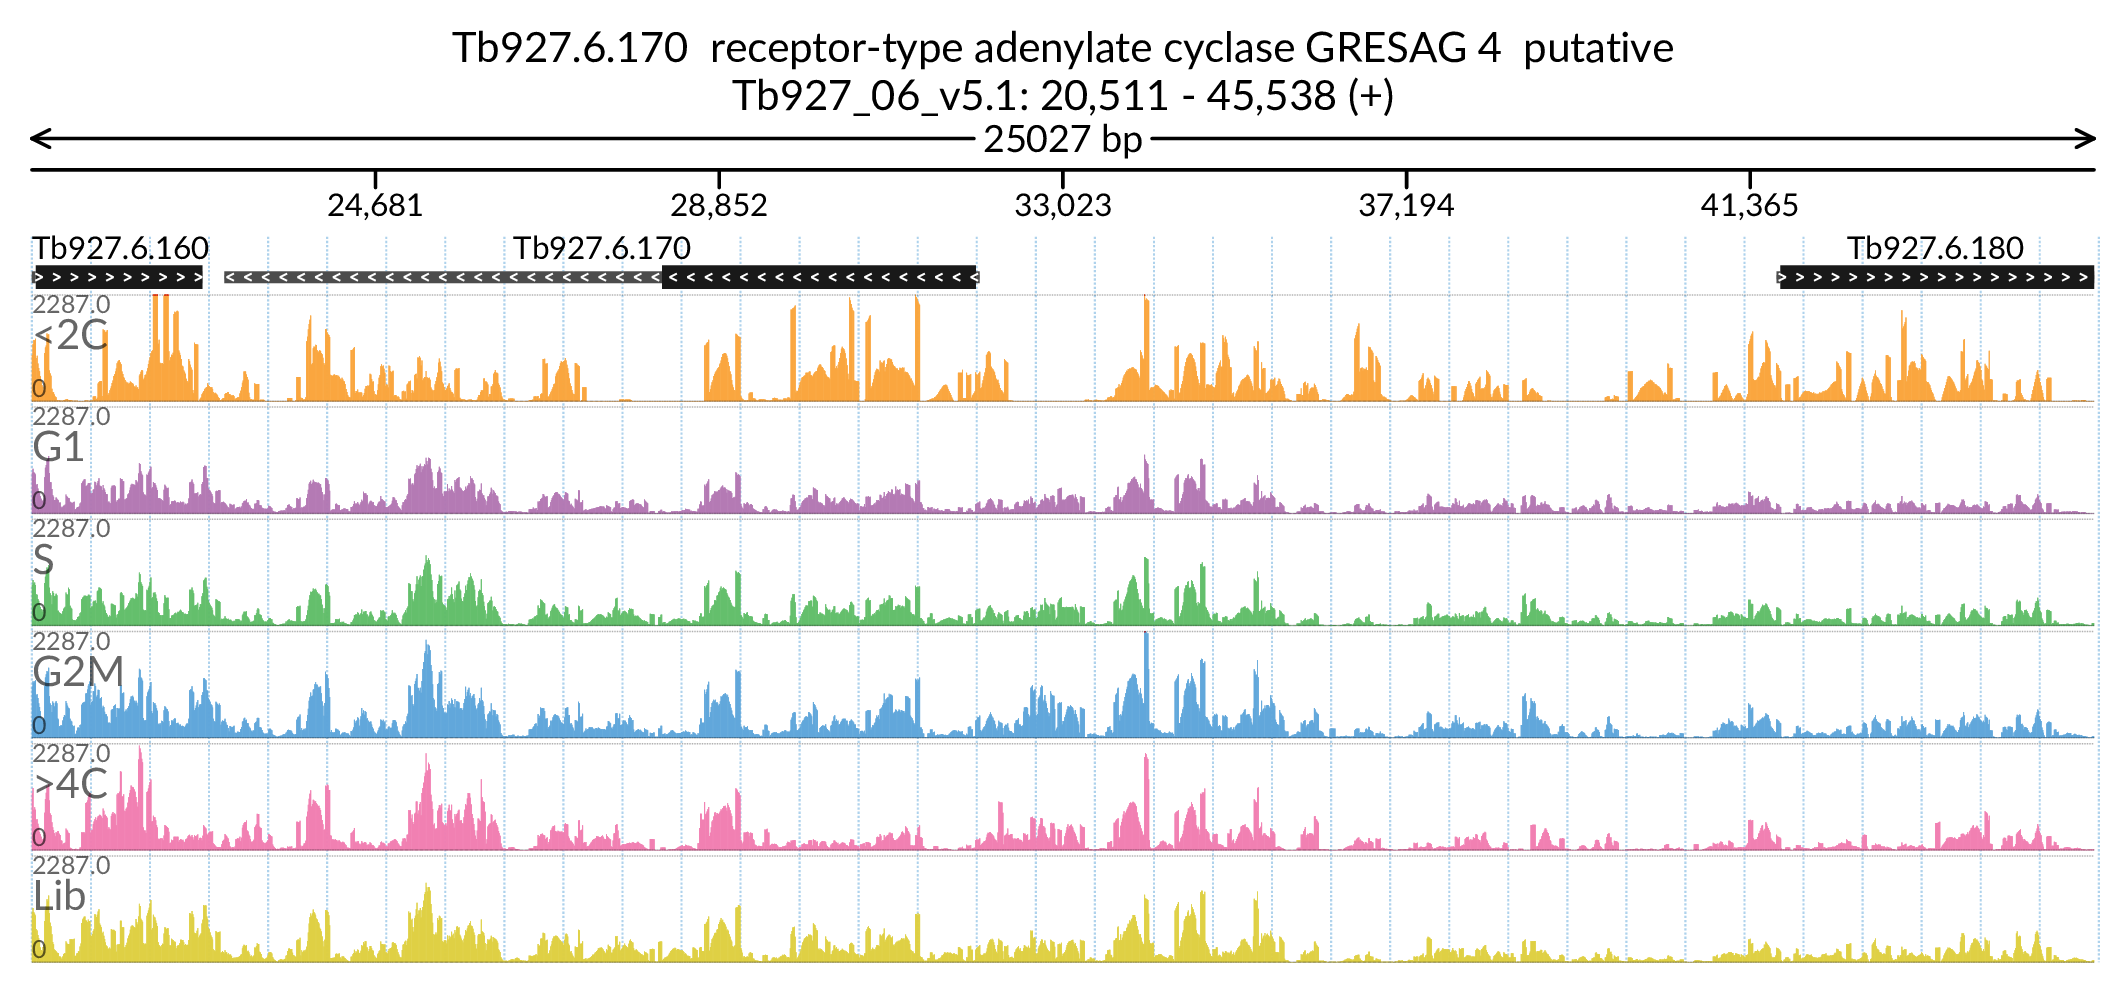 Tb927.6.170  receptor-type adenylate cyclase GRESAG 4  putative
Tb927_06_v5.1: 20,511 - 45,538 (+)
25027 bp
24,681 28,852 33,023 37,194 41,365
Tb927.6.160 Tb927.6.170 Tb927.6.180
2287.0
<2C
0
2287.0
G1
0
2287.0
S
0
2287.0
G2M
0
2287.0
>4C
0
2287.0
Lib
0